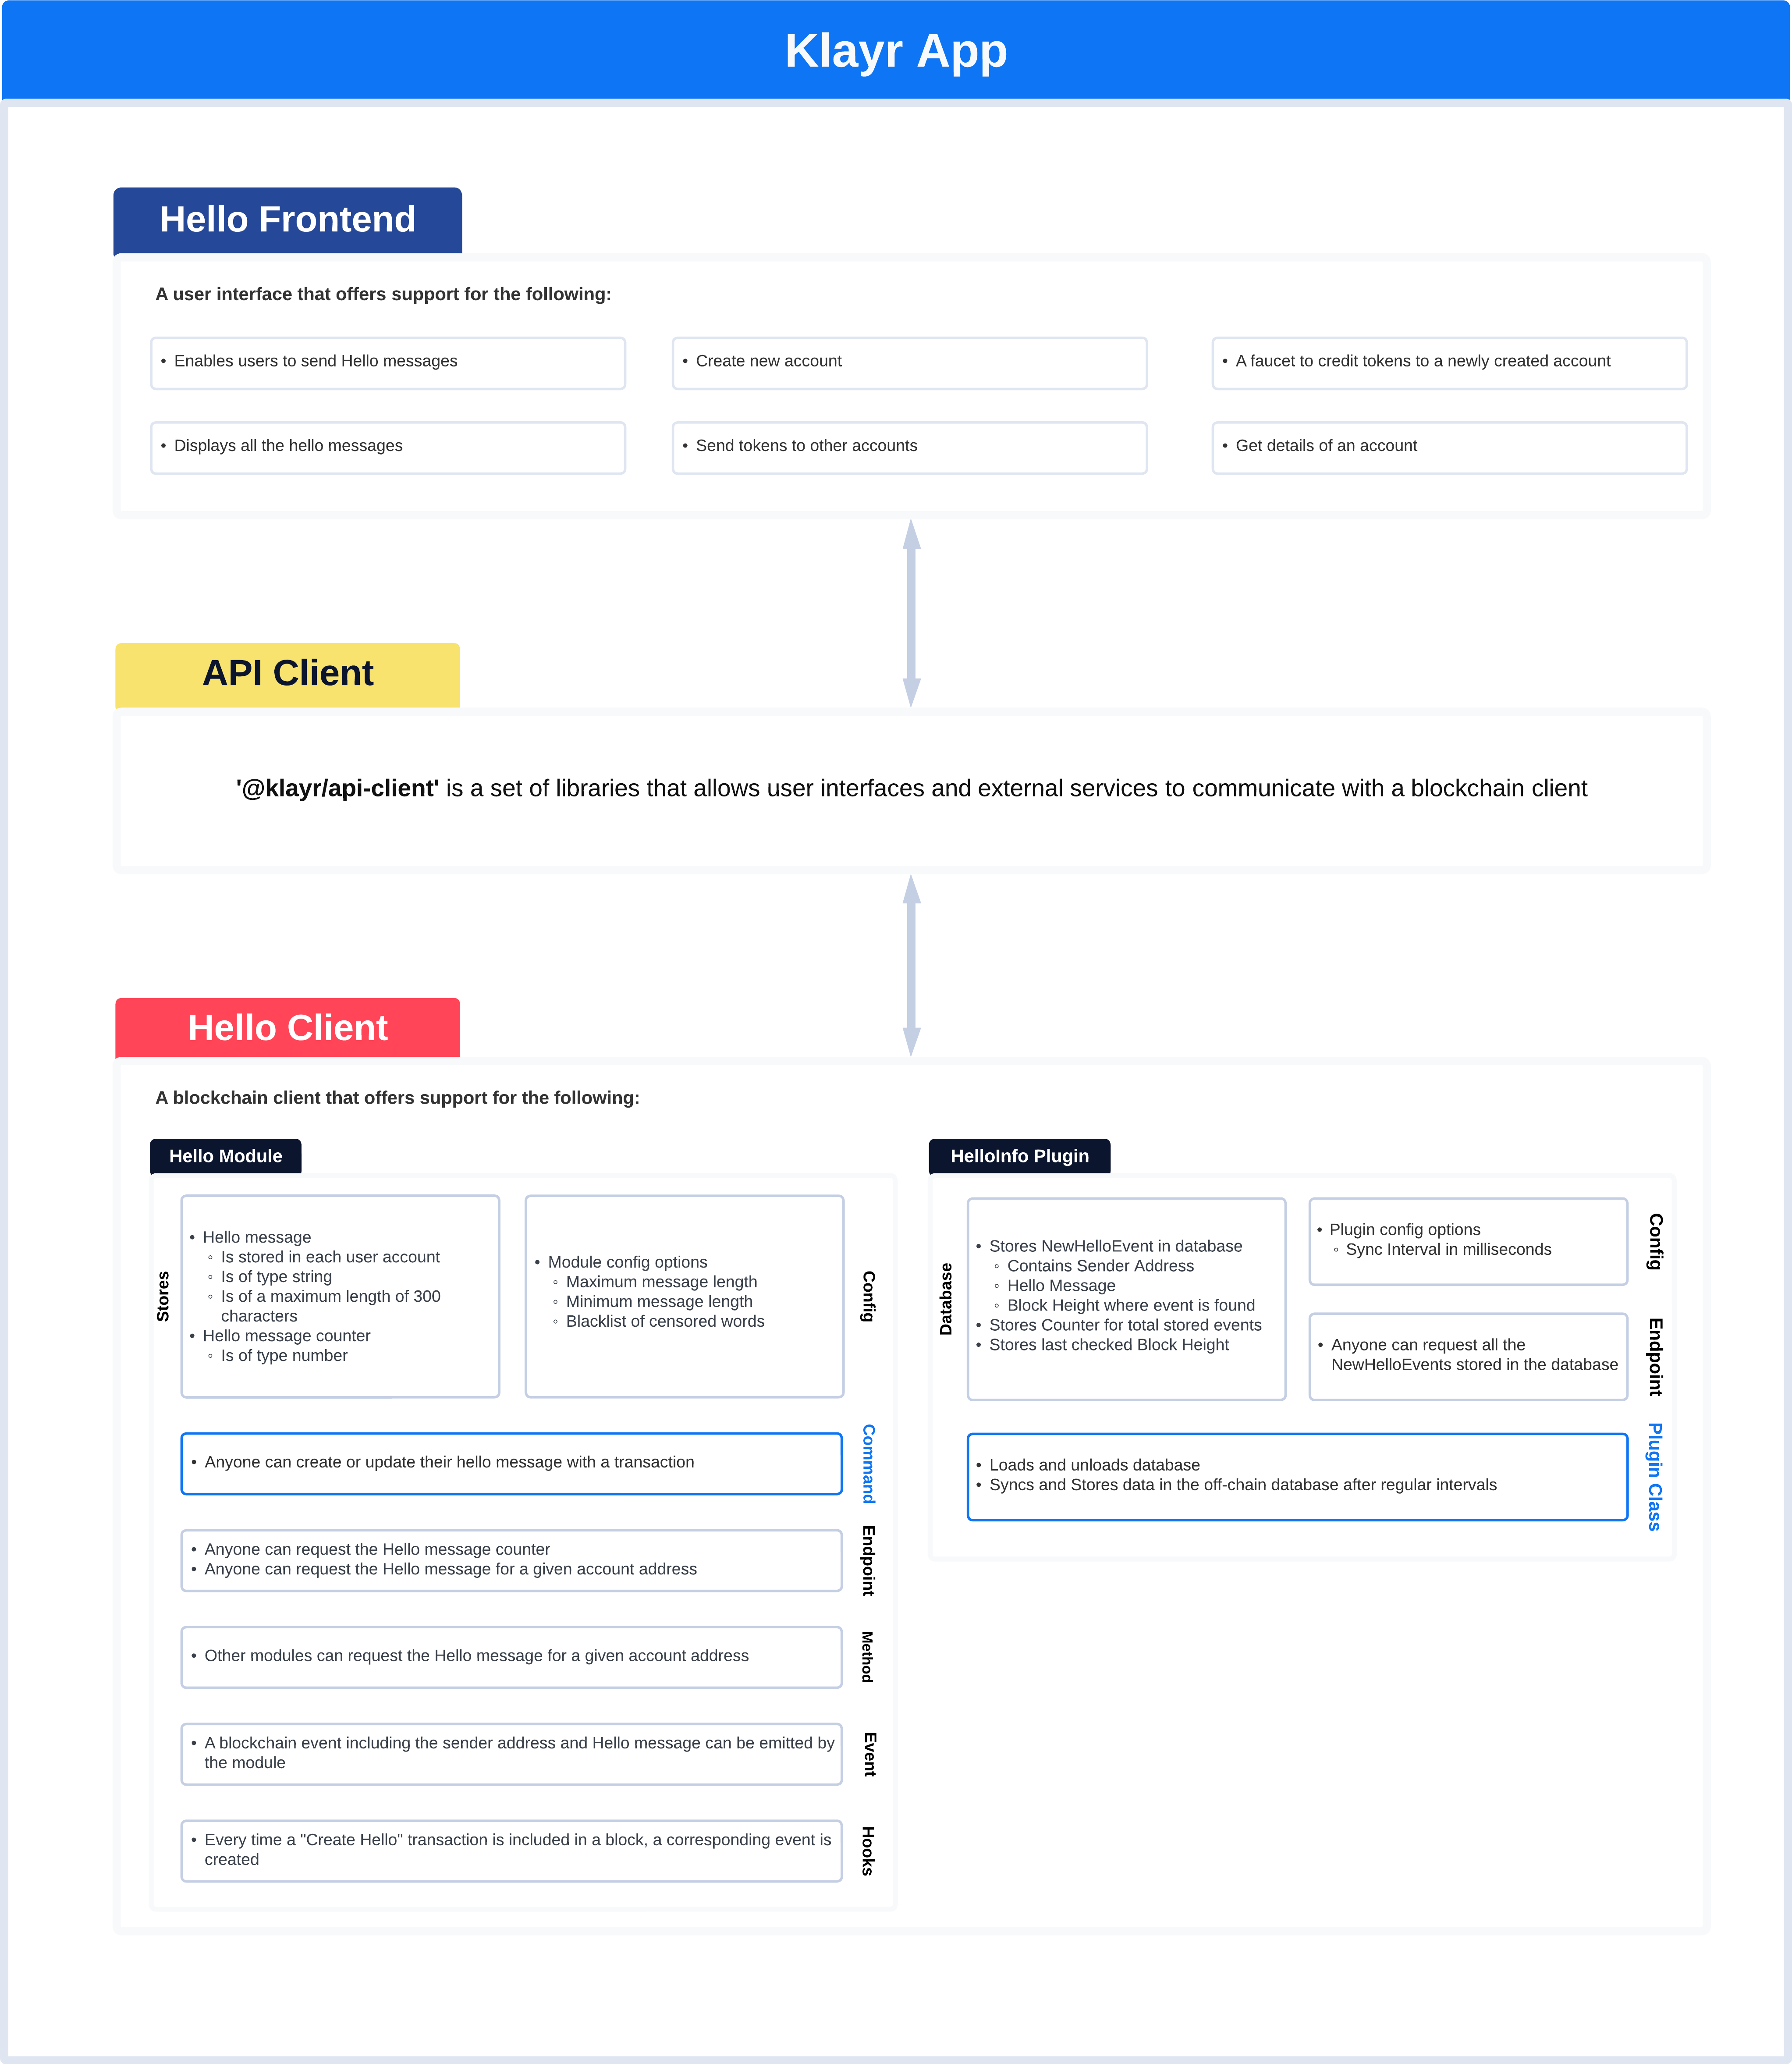 Klayr App
Hello Frontend
A user interface that offers support for the following:
• Enables users to send Hello messages
• Create new account
• A faucet to credit tokens to a newly created account
• Displays all the hello messages
• Send tokens to other accounts
• Get details of an account
API Client
'@klayr/api-client' is a set of libraries that allows user interfaces and external services to communicate with a blockchain client
Hello Client
A blockchain client that offers support for the following:
Hello Module
Stores
• Hello message
◦ Is stored in each user account
◦ Is of type string
◦ Is of a maximum length of 300
characters
• Hello message counter
◦ Is of type number
• Module config options
◦ Maximum message length
◦ Minimum message length
◦ Blacklist of censored words
Config
• Anyone can create or update their hello message with a transaction
Command
• Anyone can request the Hello message counter
• Anyone can request the Hello message for a given account address
Endpoint
• Other modules can request the Hello message for a given account address
Method
• A blockchain event including the sender address and Hello message can be emitted by
the module
Event
• Every time a "Create Hello" transaction is included in a block, a corresponding event is
created
Hooks
HelloInfo Plugin
Database
• Stores NewHelloEvent in database
◦ Contains Sender Address
◦ Hello Message
◦ Block Height where event is found
• Stores Counter for total stored events
• Stores last checked Block Height
• Plugin config options
◦ Sync Interval in milliseconds
Config
• Anyone can request all the
NewHelloEvents stored in the database
Endpoint
• Loads and unloads database
• Syncs and Stores data in the off-chain database after regular intervals
Plugin Class